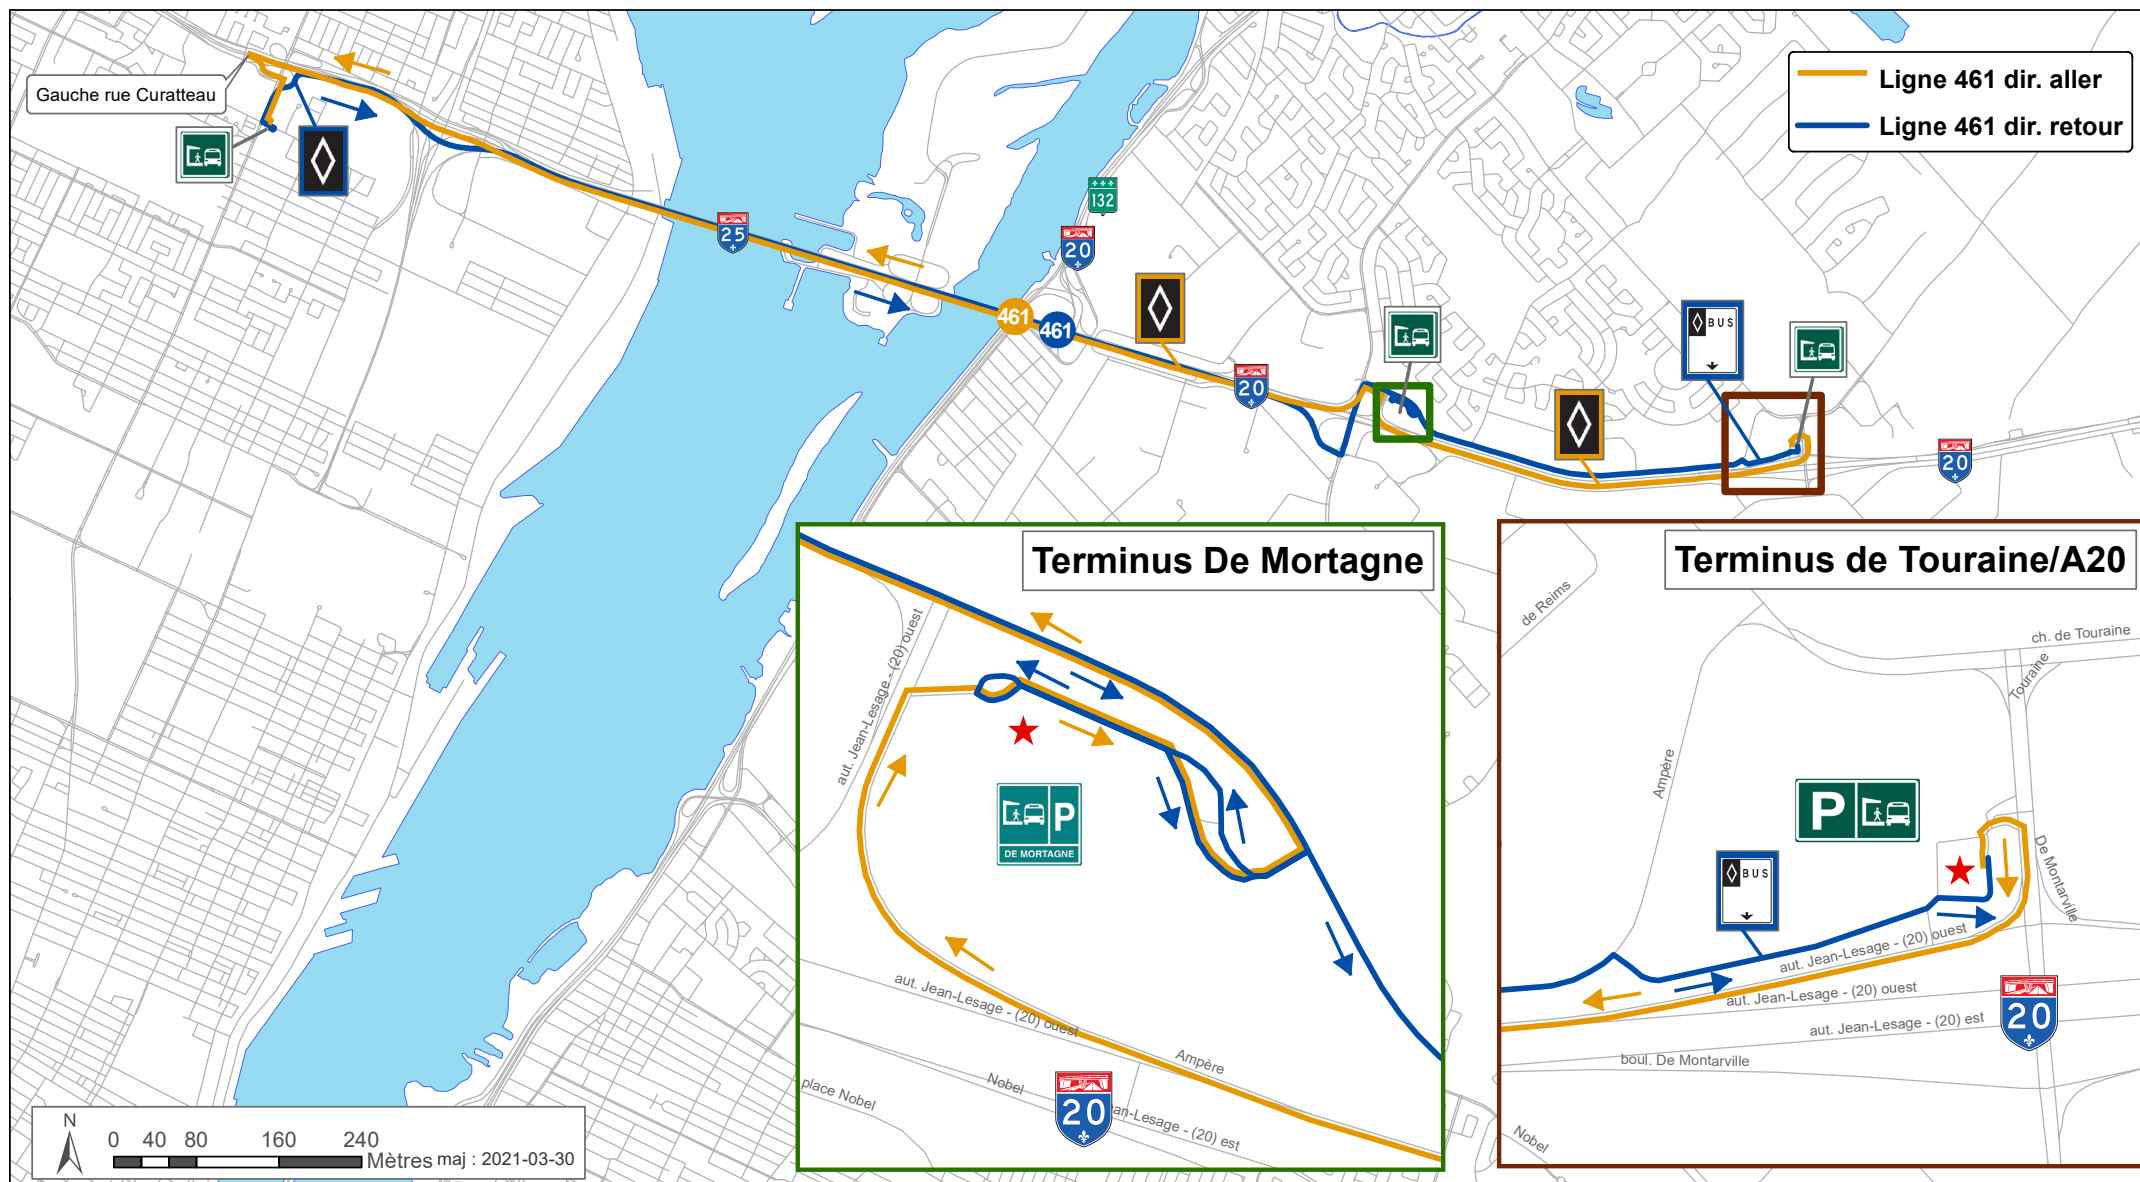 Gauche rue Curatteau
Ligne 461 dir. aller
Ligne 461 dir. retour
132
25
20
461
461
20
BUS
20
Terminus De Mortagne
aut. Jean-Lesage - (20) ouest
DE MORTAGNE
P
aut. Jean-Lesage - (20) ouest
Ampère
Nobel
place Nobel
20
an-Lesage - (20) est
Nobel
Terminus de Touraine/A20
de Reims
ch. de Touraine
Touraine
Ampère
P
De Montarville
BUS
aut. Jean-Lesage - (20) ouest
aut. Jean-Lesage - (20) ouest
aut. Jean-Lesage - (20) est
20
boul. De Montarville
N
0 40 80 160 240
Mètres maj : 2021-03-30